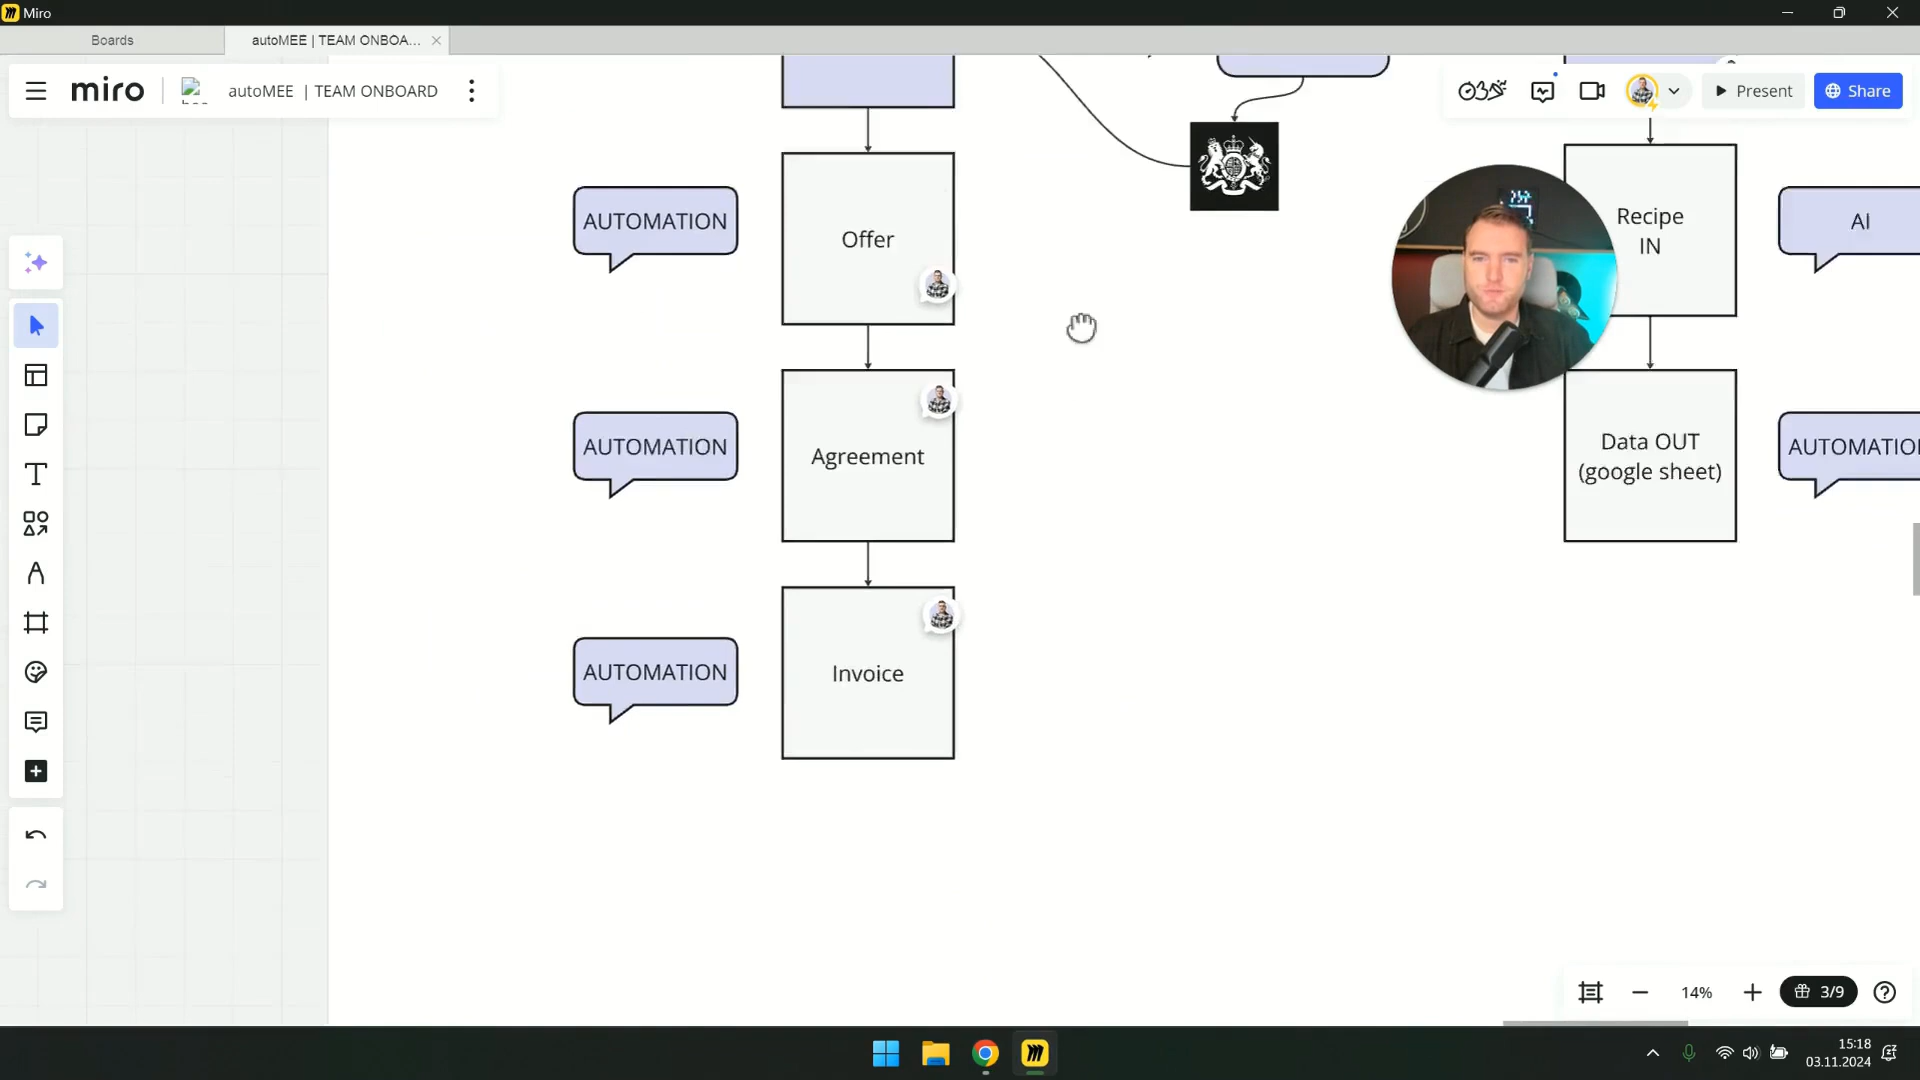 Miro
Boards
autoMEE | TEAM ONBOA...
miro
autoMEE | TEAM ONBOARD
Present
Share
AUTOMATION
Offer
Recipe
IN
AI
AUTOMATION
Agreement
Data OUT
(google sheet)
AUTOMATIO
AUTOMATION
Invoice
14%
3/9
15:18
03.11.2024